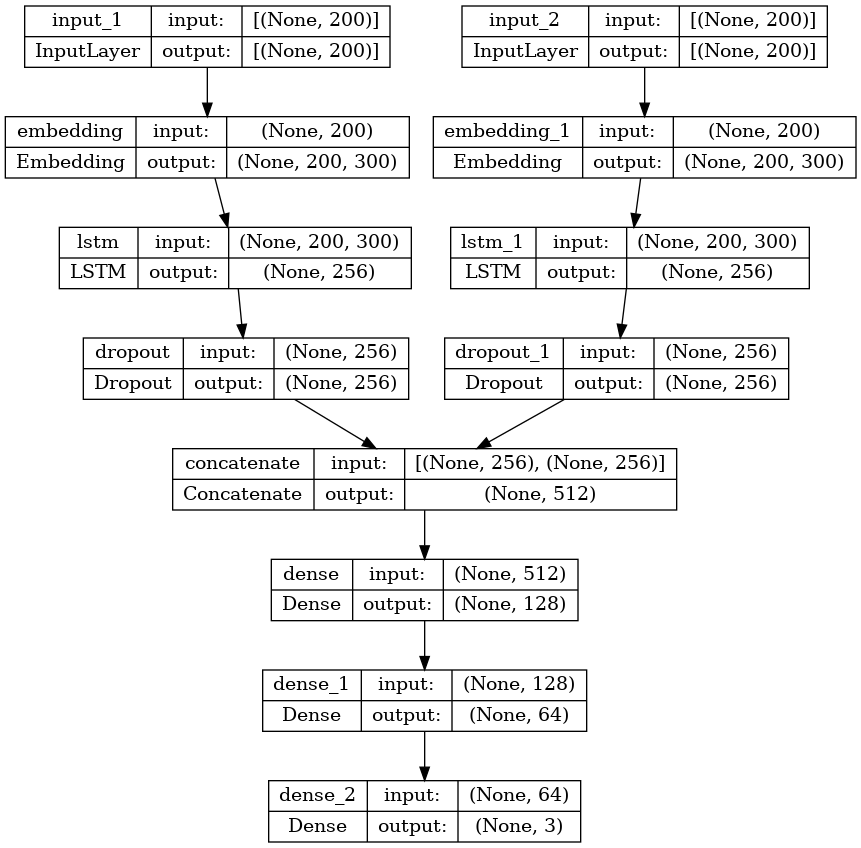 input_1 input: [(None, 200)]
InputLayer output: [(None, 200)]
input_2 input: [(None, 200)]
InputLayer output: [(None, 200)]
embedding input: (None, 200)
Embedding output: (None, 200, 300)
embedding_1 input: (None, 200)
Embedding output: (None, 200, 300)
lstm input: (None, 200, 300)
LSTM output: (None, 256)
lstm_1 input: (None, 200, 300)
LSTM output: (None, 256)
dropout input: (None, 256)
Dropout output: (None, 256)
dropout_1 input: (None, 256)
Dropout output: (None, 256)
concatenate input: [(None, 256), (None, 256)]
Concatenate output: (None, 512)
dense input: (None, 512)
Dense output: (None, 128)
dense_1 input: (None, 128)
Dense output: (None, 64)
dense_2 input: (None, 64)
Dense output: (None, 3)